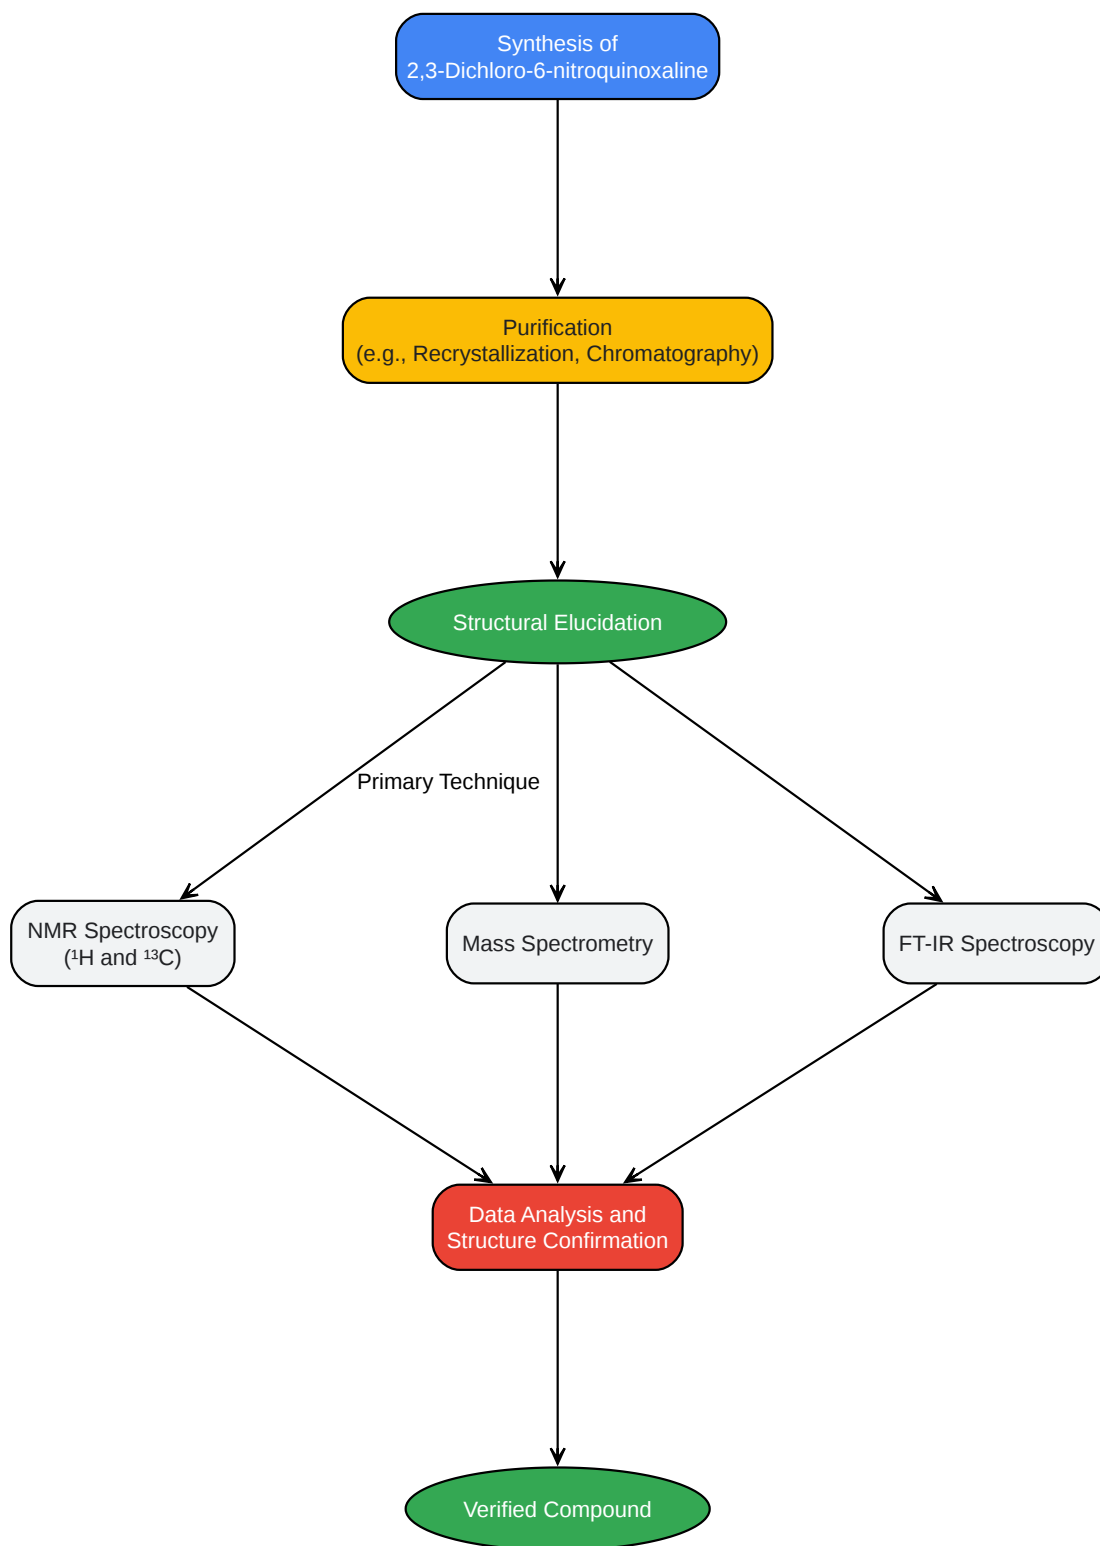 Synthesis of
2,3-Dichloro-6-nitroquinoxaline
Purification
(e.g., Recrystallization, Chromatography)
Structural Elucidation
Primary Technique
NMR Spectroscopy
(¹H and ¹³C)
Mass Spectrometry
FT-IR Spectroscopy
Data Analysis and
Structure Confirmation
Verified Compound